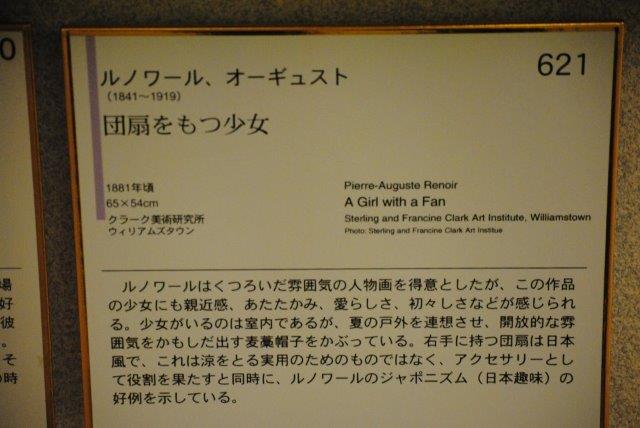 0
621
ルノワール、オーギュスト
（1841〜1919）
団扇をもつ少女
1881年頃
65×54cm
クラーク美術研究所
ウィリアムズタウン
Pierre-Auguste Renoir
A Girl with a Fan
Sterling and Francine Clark Art Institute, Williamstown
Photo: Sterling and Francine Clark Art Institue
ルノワールはくつろいだ雰囲気の人物画を得意としたが、この作品
の少女にも親近感、あたたかみ、愛らしさ、初々しさなどが感じられ
る。少女がいるのは室内であるが、夏の戸外を連想させ、開放的な雰
囲気をかもしだ出す麦藁帽子をかぶっている。右手に持つ団扇は日本
風で、これは涼をとる実用のためのものではなく、アクセサリーとし
て役割を果たすと同時に、ルノワールのジャポニズム（日本趣味）の
好例を示している。
場
好
彼
。
そ
の時